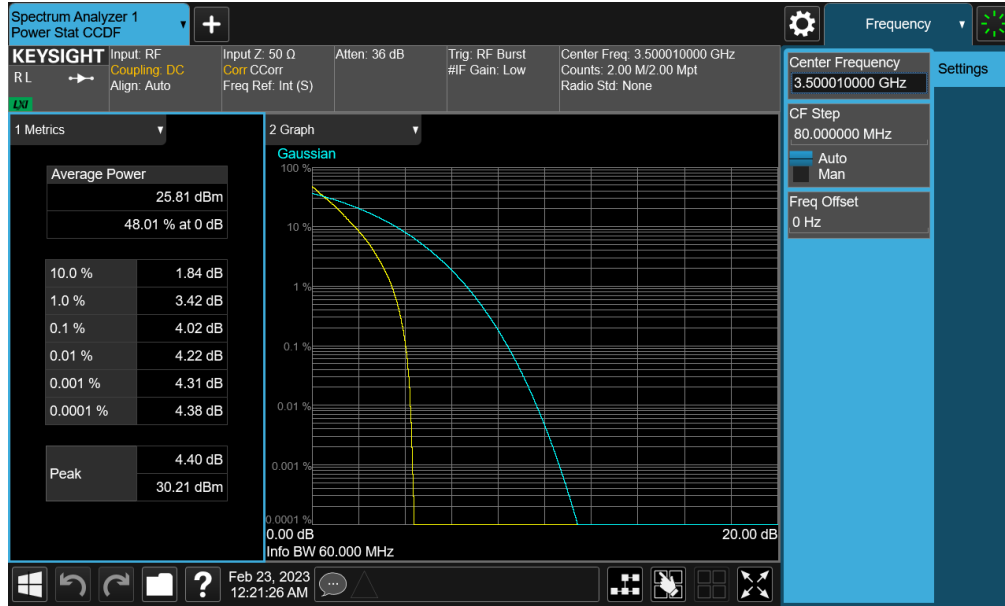 Spectrum Analyzer 1
Power Stat CCDF
Frequency
KEYSIGHT
R L
LXI
Input: RF
Coupling: DC
Align: Auto
Input Z: 50 Ω
Corr CCorr
Freq Ref: Int (S)
Atten: 36 dB
Trig: RF Burst
#IF Gain: Low
Center Freq: 3.500010000 GHz
Counts: 2.00 M/2.00 Mpt
Radio Std: None
Center Frequency
3.500010000 GHz
Settings
CF Step
80.000000 MHz
Auto
Man
Freq Offset
0 Hz
1 Metrics
Average Power
25.81 dBm
48.01 % at 0 dB
10.0 % 1.84 dB
1.0 % 3.42 dB
0.1 % 4.02 dB
0.01 % 4.22 dB
0.001 % 4.31 dB
0.0001 % 4.38 dB
Peak 4.40 dB
30.21 dBm
2 Graph
Gaussian
100 %
10 %
1 %
0.1 %
0.01 %
0.001 %
0.0001 %
0.00 dB 20.00 dB
Info BW 60.000 MHz
?
Feb 23, 2023
12:21:26 AM